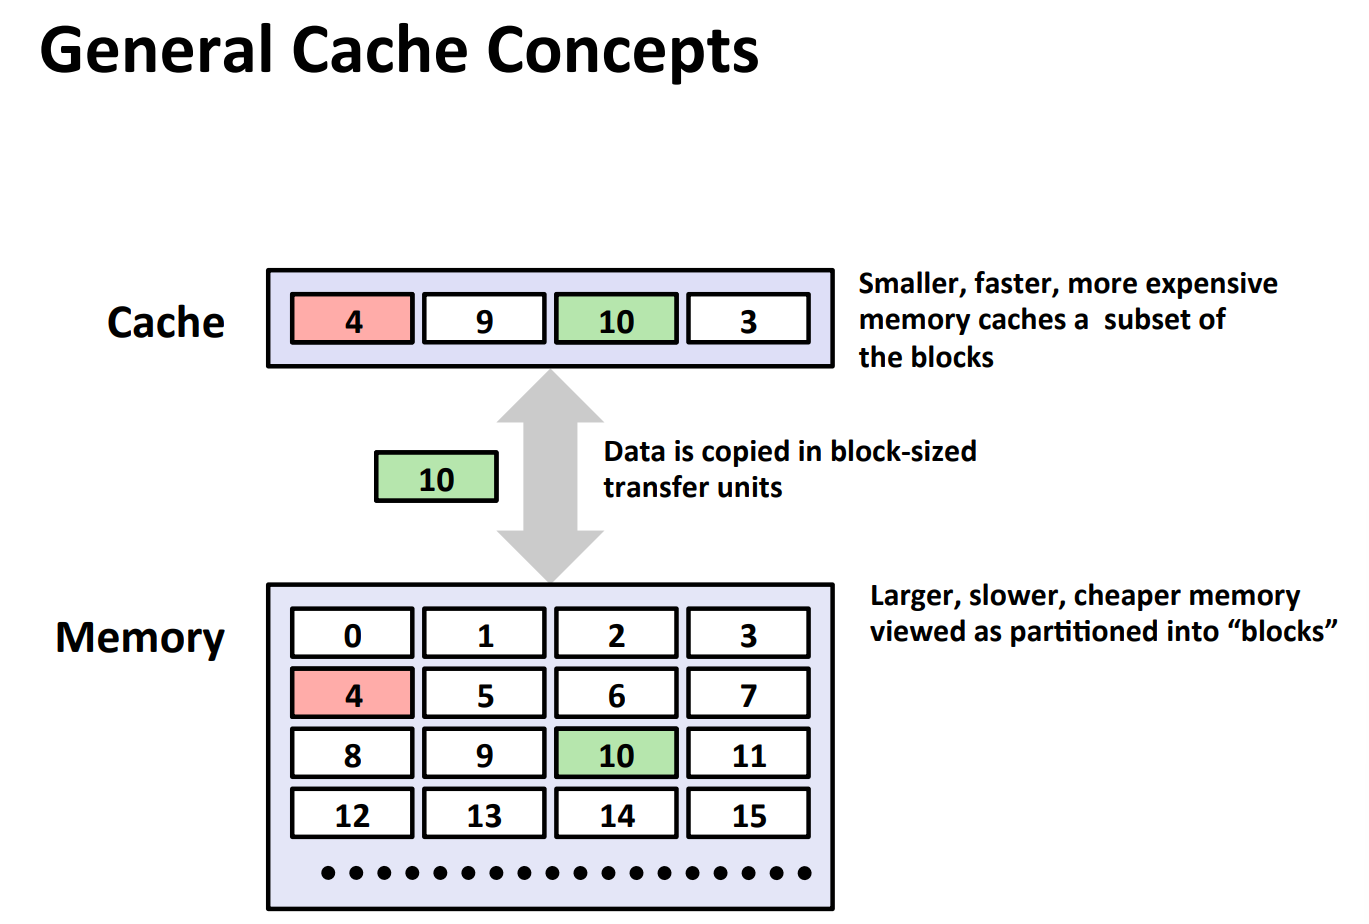 General Cache Concepts
Cache
4 9 10 3
Smaller, faster, more expensive
memory caches a subset of
the blocks
10
Data is copied in block-sized
transfer units
Memory
0 1 2 3
4 5 6 7
8 9 10 11
12 13 14 15
Larger, slower, cheaper memory
viewed as partitioned into “blocks”